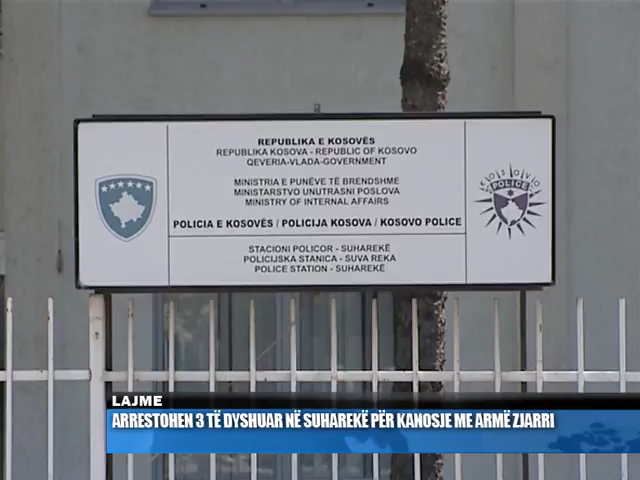 REPUBLIKA E KOSOVËS
REPUBLIKA KOSOVA - REPUBLIC OF KOSOVO
QEVERIA-VLADA-GOVERNMENT
MINISTRIA E PUNËVE TË BRENDSHME
MINISTARSTVO UNUTRASNI POSLOVA
MINISTRY OF INTERNAL AFFAIRS
POLICIA E KOSOVËS / POLICIJA KOSOVA / KOSOVO POLICE
STACIONI POLICOR - SUHAREKË
POLICIJSKA STANICA - SUVA REKA
POLICE STATION - SUHAREKË
KOSOVO
POLICE
LAJME
ARRESTOHEN 3 TË DYSHUAR NË SUHAREKË PËR KANOSJE ME ARMË ZJARRI